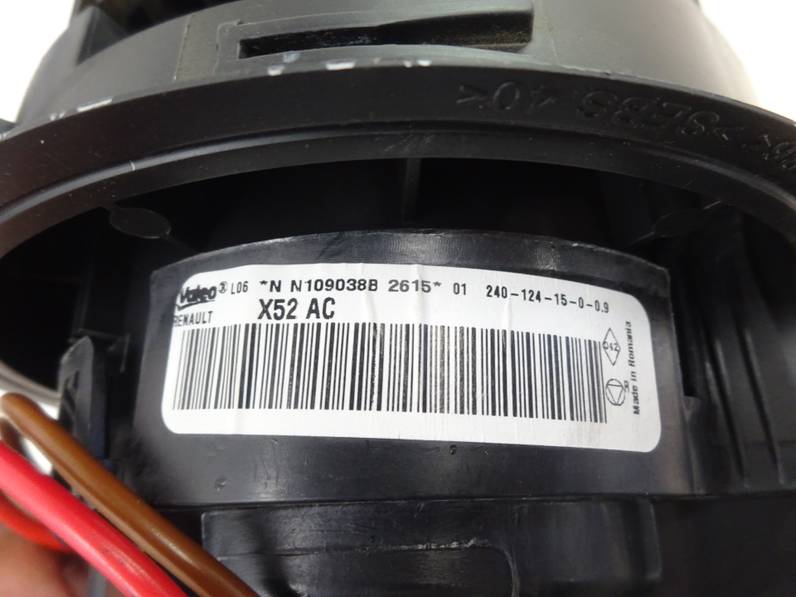 Valeo® L06 *N N109038B 2615* 01 240-124-15-0-0.9
RENAULT X52 AC
Made in Romania